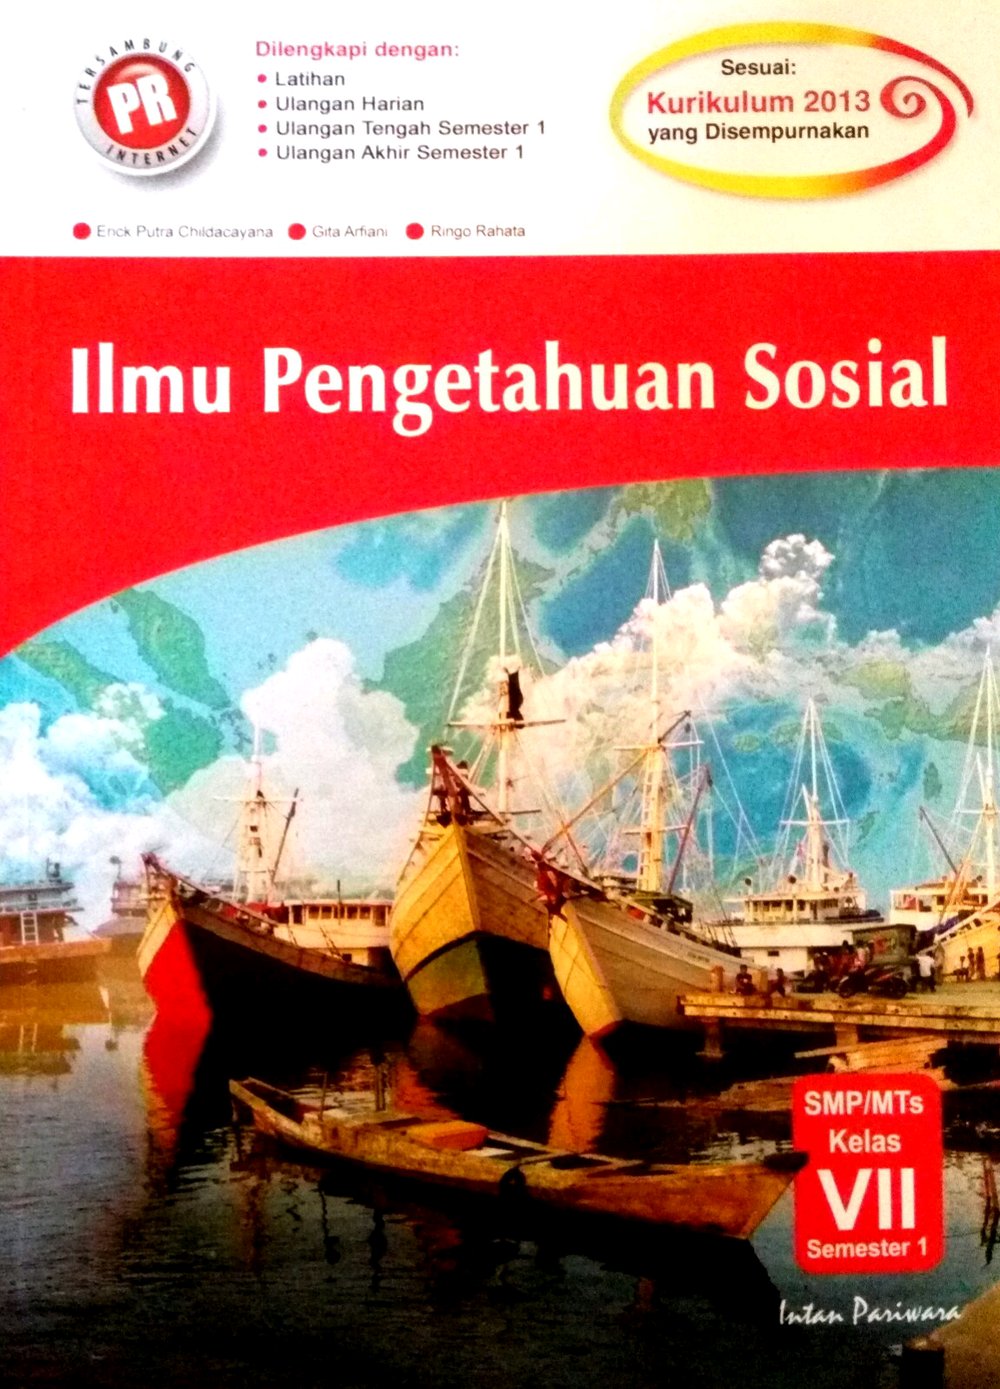 TERSAMBUNG
PR
INTERNET
Dilengkapi dengan:
• Latihan
• Ulangan Harian
• Ulangan Tengah Semester 1
• Ulangan Akhir Semester 1
Sesuai:
Kurikulum 2013
yang Disempurnakan
Erick Putra Childacayana Gita Arfiani Ringo Rahata
Ilmu Pengetahuan Sosial
SMP/MTs
Kelas
VII
Semester 1
Intan Pariwara